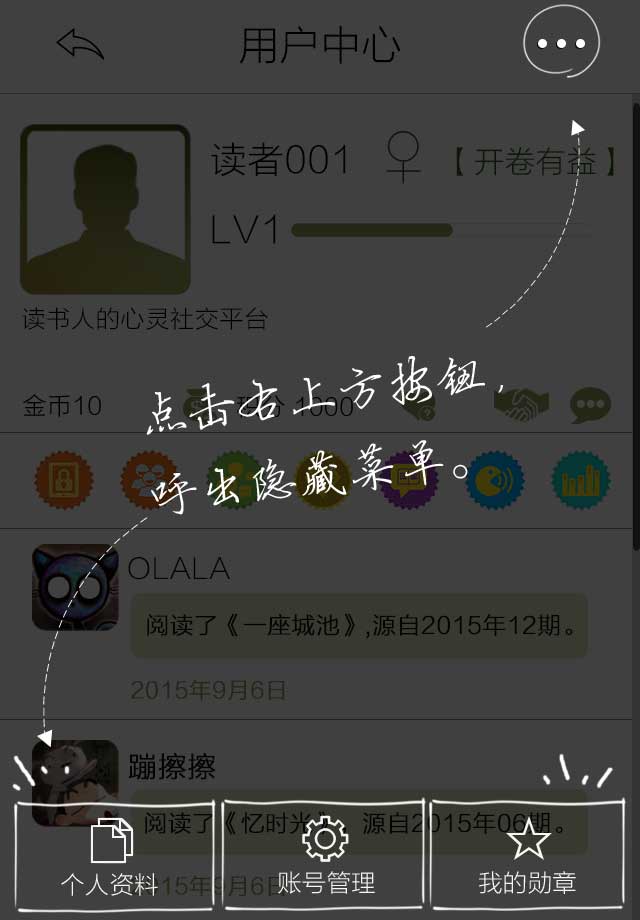 用户中心
读者001
【开卷有益】
LV1
读书人的心灵社交平台
点击右上方按钮，
金币10
积分 1000
呼出隐藏菜单。
OLALA
阅读了《一座城池》,源自2015年12期。
2015年9月6日
蹦擦擦
阅读了《忆时光》，源自2015年06期。
2015年9月6日
个人资料
账号管理
我的勋章